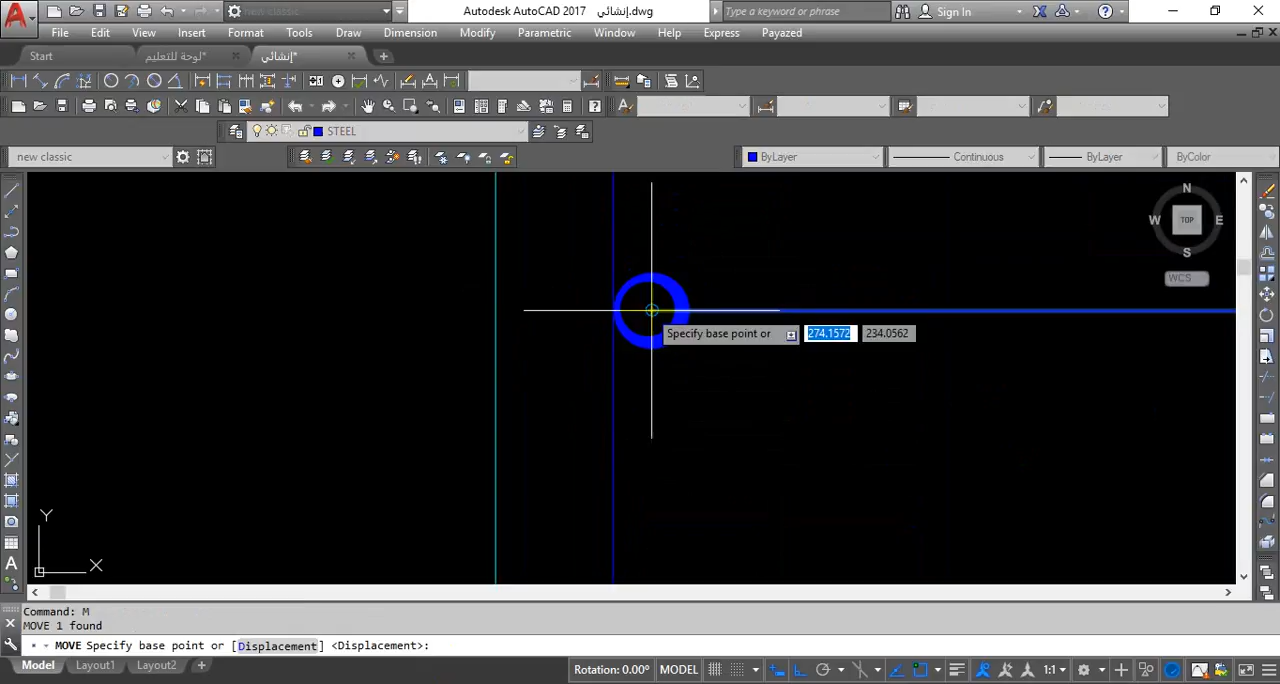 new classic
Autodesk AutoCAD 2017
إنشائي.dwg
Type a keyword or phrase
Sign In
File Edit View Insert Format Tools Draw Dimension Modify Parametric Window Help Express Payazed
Start
لوحة للتعليم*
إنشائي*
STEEL
new classic
ByLayer
Continuous
ByLayer
ByColor
N
W TOP E
S
WCS
Specify base point or 274.1572 234.0562
Y
X
Command: M
MOVE 1 found
MOVE Specify base point or [Displacement] <Displacement>:
Model Layout1 Layout2 +
Rotation: 0.00° MODEL 1:1